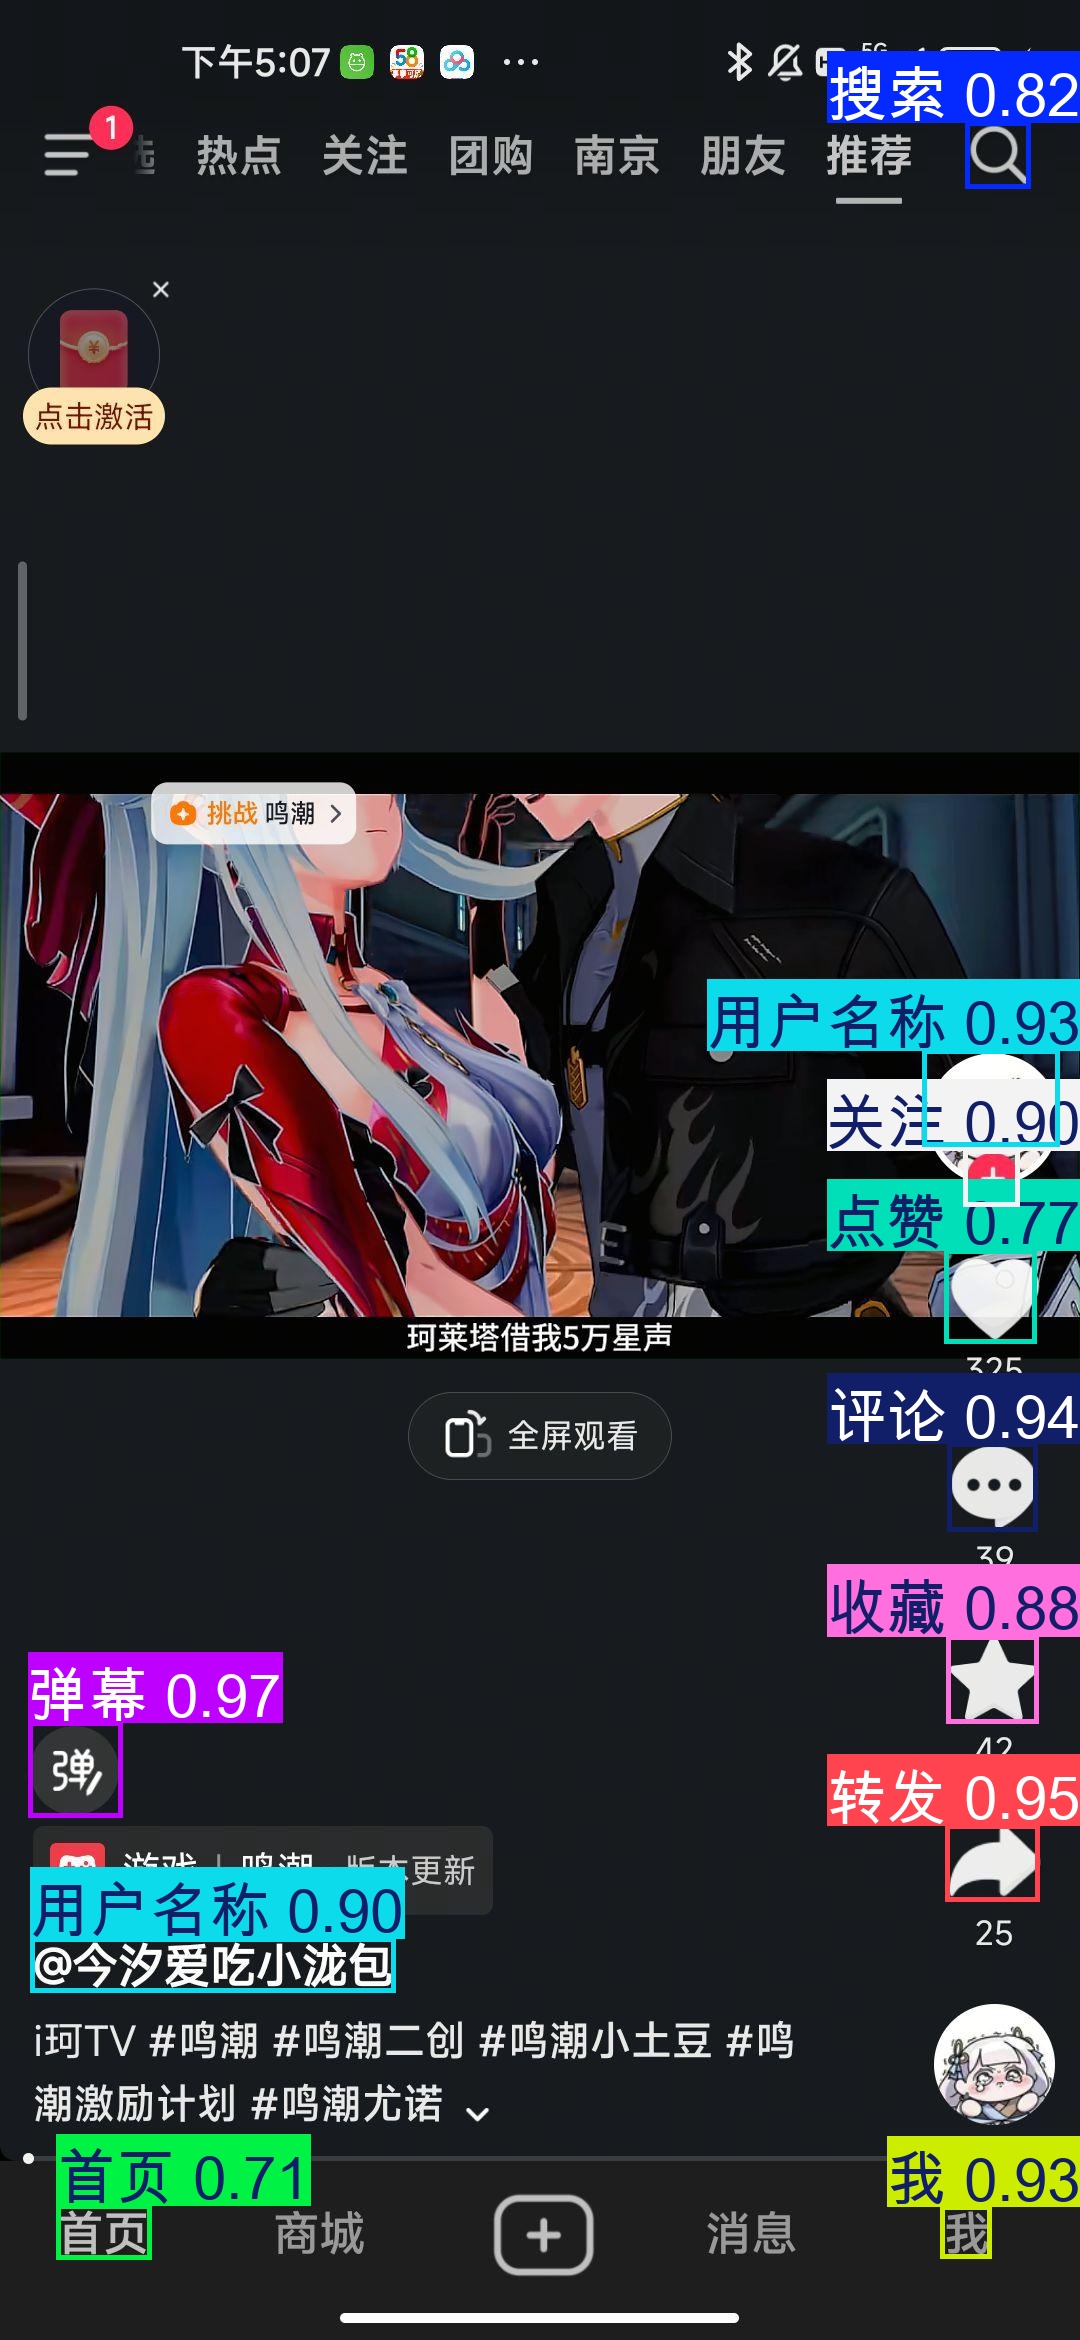 下午5:07
5G
搜索 0.82
1
热点 关注 团购 南京 朋友 推荐
点击激活
挑战 鸣潮
用户名称 0.93
关注 0.90
点赞 0.77
珂莱塔借我5万星声
325
全屏观看
评论 0.94
39
收藏 0.88
弹幕 0.97
弹
42
转发 0.95
游戏 | 鸣潮 版本更新
用户名称 0.90
25
@今汐爱吃小泷包
i珂TV #鸣潮 #鸣潮二创 #鸣潮小土豆 #鸣
潮激励计划 #鸣潮尤诺
首页 0.71
我 0.93
首页 商城 消息 我